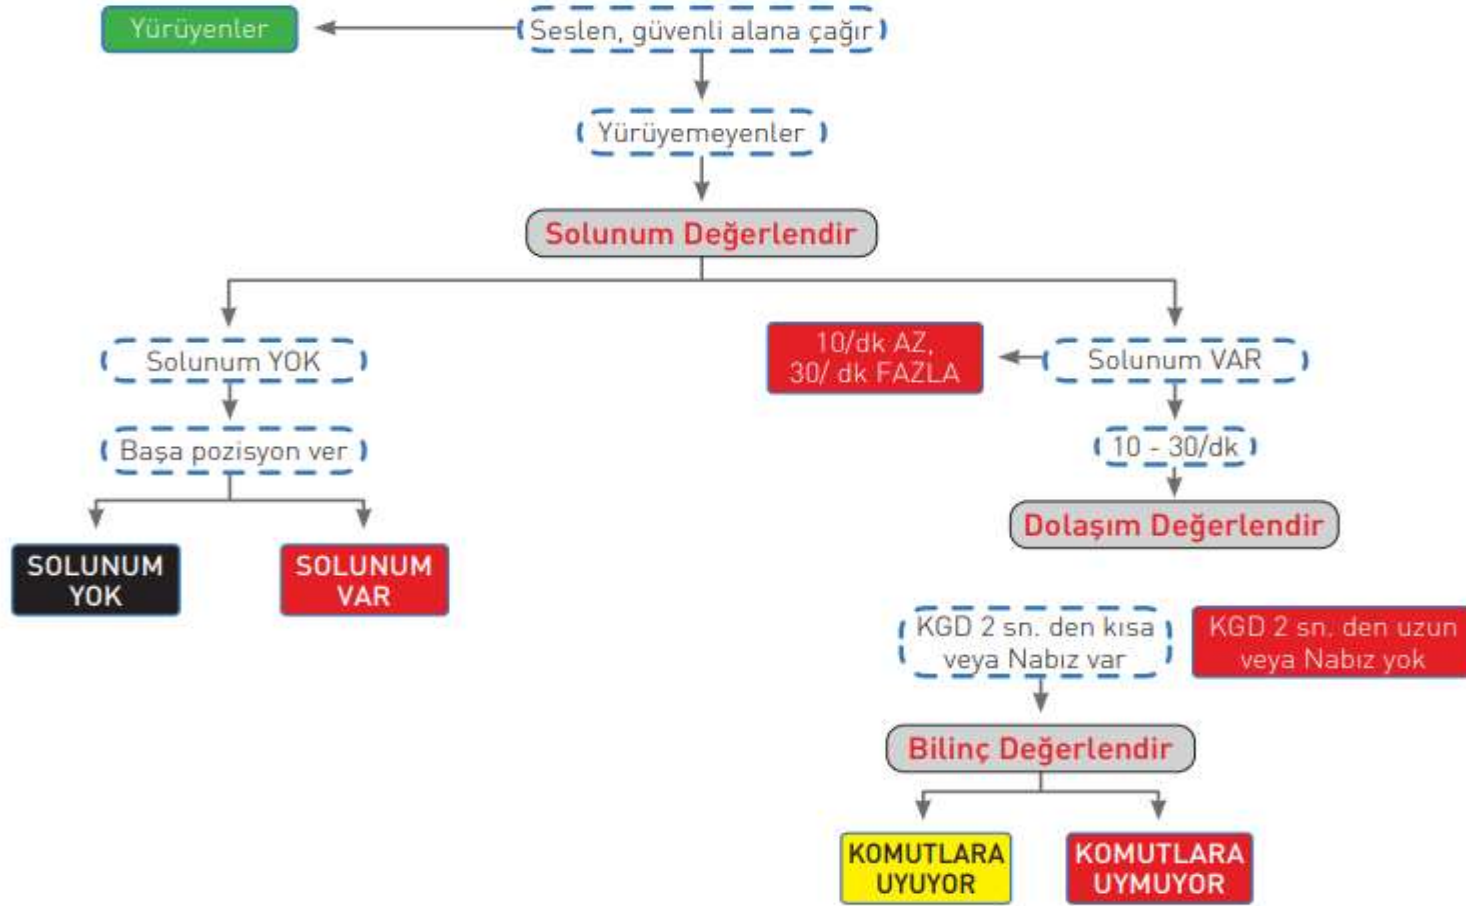 Yürüyenler
Seslen, güvenli alana çağır
Yürüyemeyenler
Solunum Değerlendir
Solunum YOK
Başa pozisyon ver
SOLUNUM
YOK
SOLUNUM
VAR
10/dk AZ,
30/ dk FAZLA
Solunum VAR
10 - 30/dk
Dolaşım Değerlendir
KGD 2 sn. den kısa
veya Nabız var
KGD 2 sn. den uzun
veya Nabız yok
Bilinç Değerlendir
KOMUTLARA
UYUYOR
KOMUTLARA
UYMUYOR